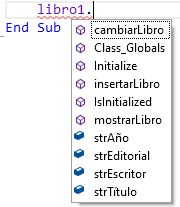 libro1.
End Sub
cambiarLibro
Class_Globals
Initialize
insertarLibro
IsInitialized
mostrarLibro
strAño
strEditorial
strEscritor
strTítulo